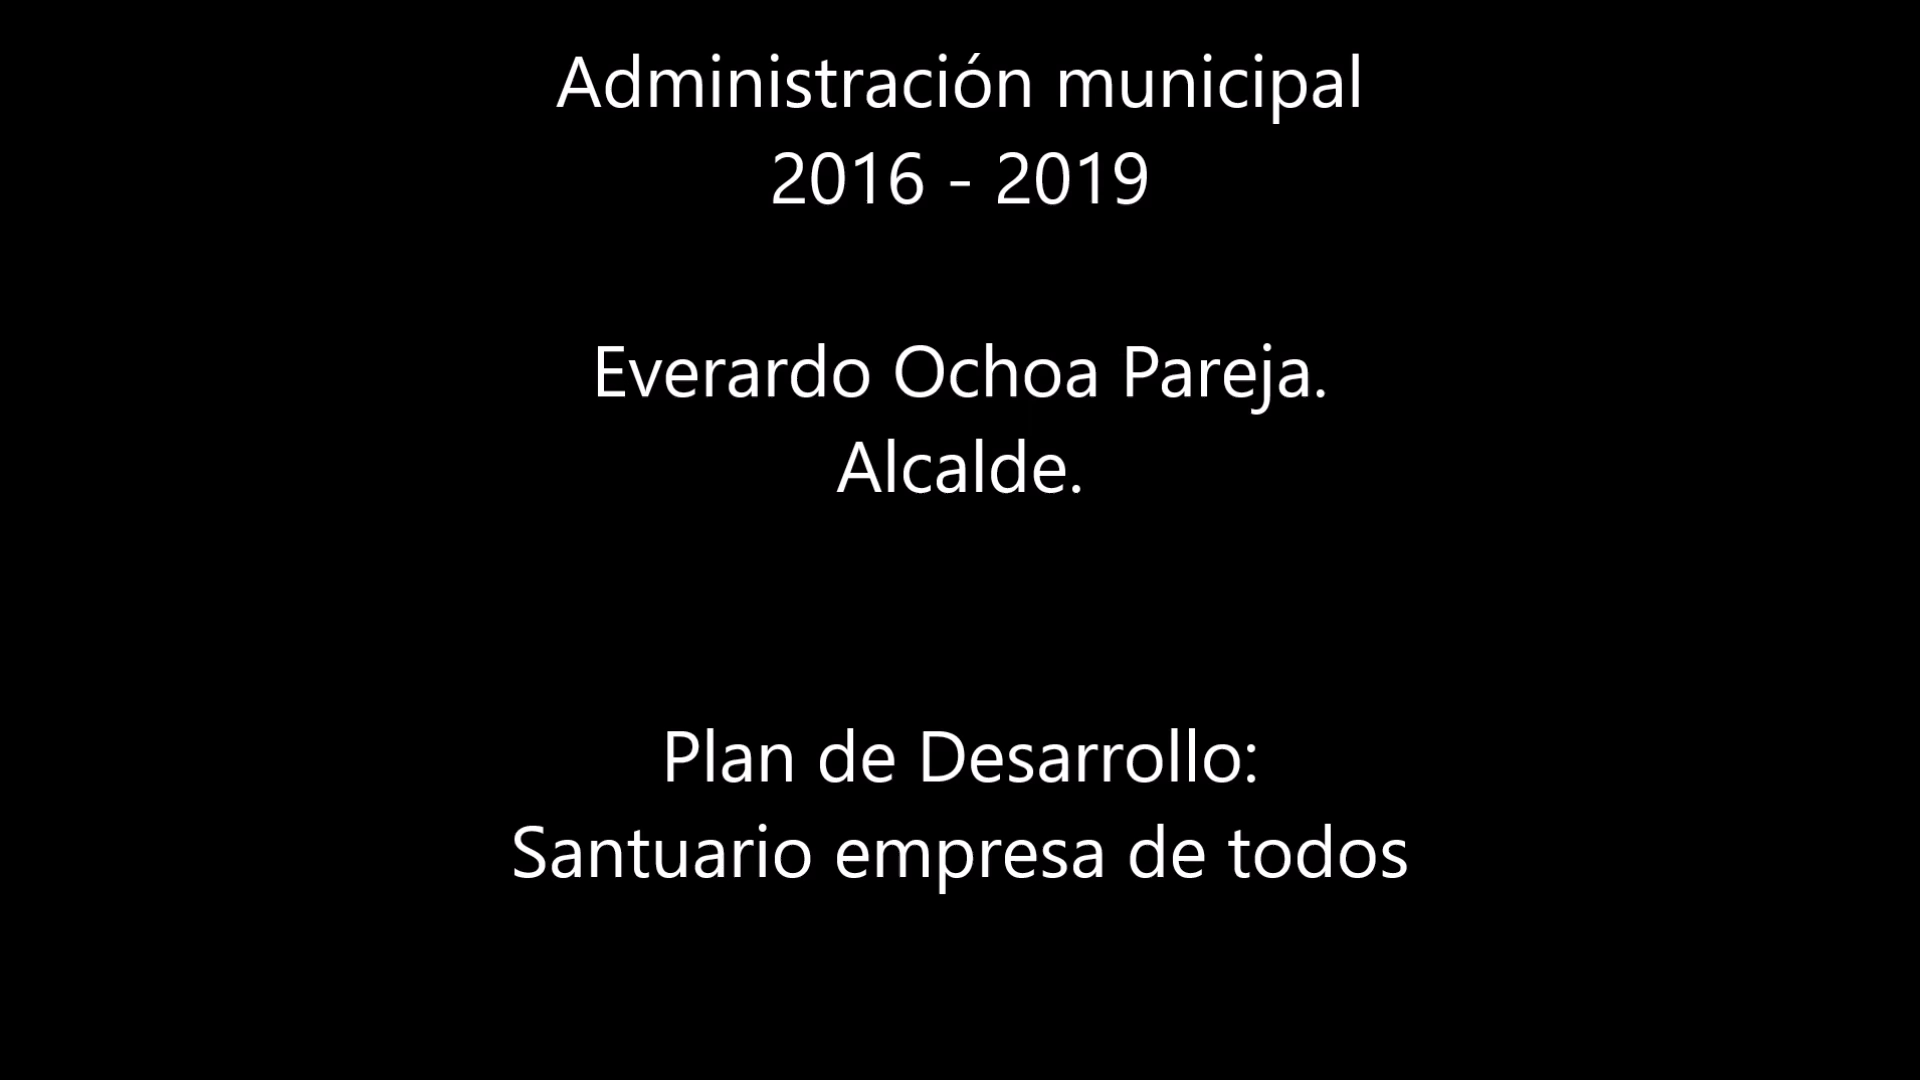 Administración municipal
2016 - 2019
Everardo Ochoa Pareja.
Alcalde.
Plan de Desarrollo:
Santuario empresa de todos